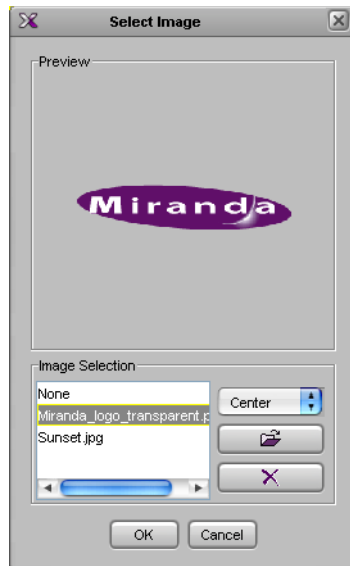 Select Image
Preview
Miranda
Image Selection
None
Miranda_logo_transparent.p
Sunset.jpg
Center
OK
Cancel